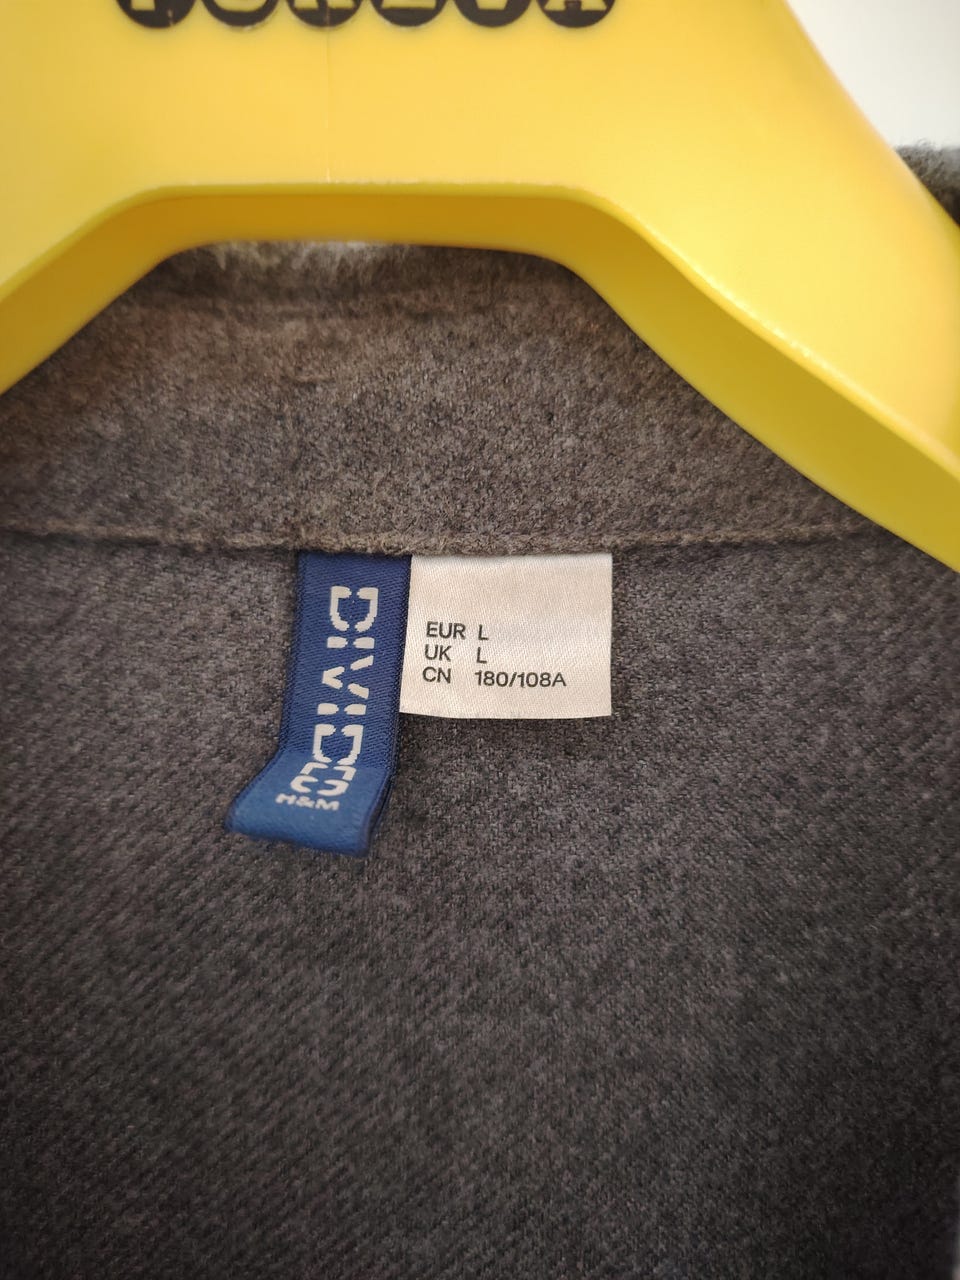 DIVIDED
H&M
EUR L
UK L
CN 180/108A